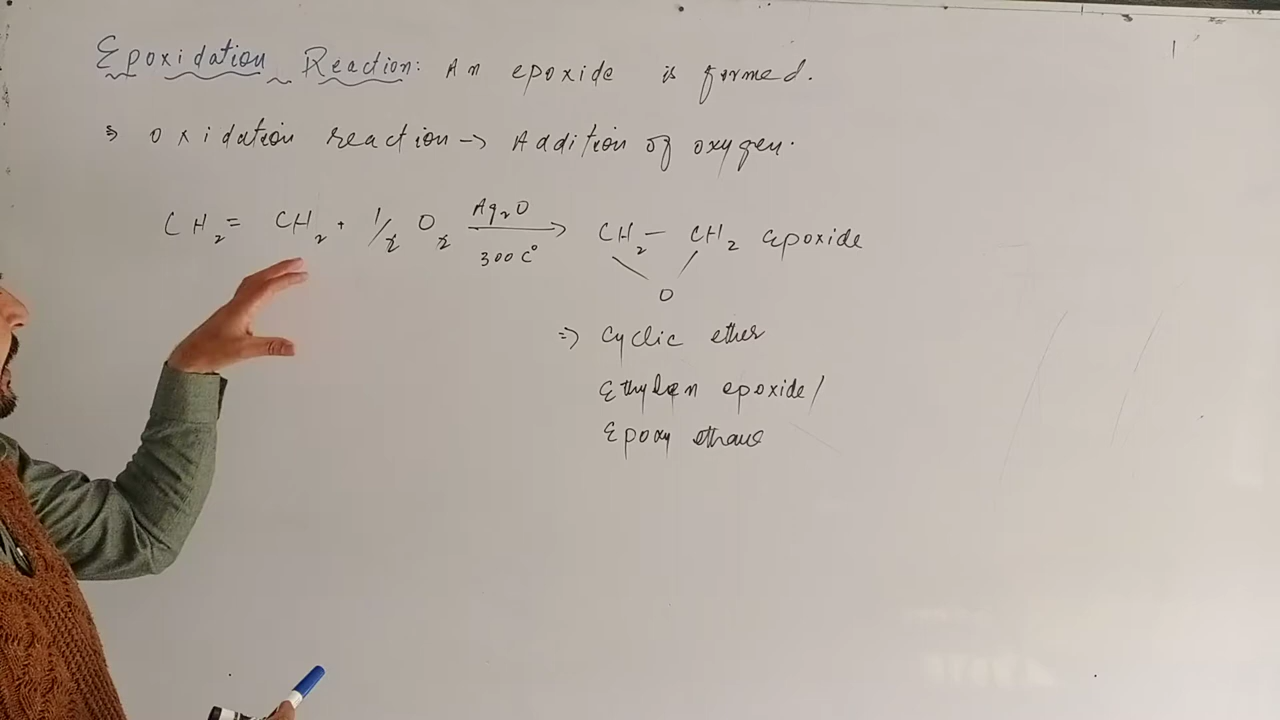 Epoxidation Reaction: An epoxide is formed.
⇒ oxidation reaction → Addition of oxygen.
CH₂ = CH₂ + 1/2 O₂ Ag₂O 300 C° → CH₂ — CH₂ epoxide
O
⇒ Cyclic ether
Ethylen epoxide/
Epoxy ethane